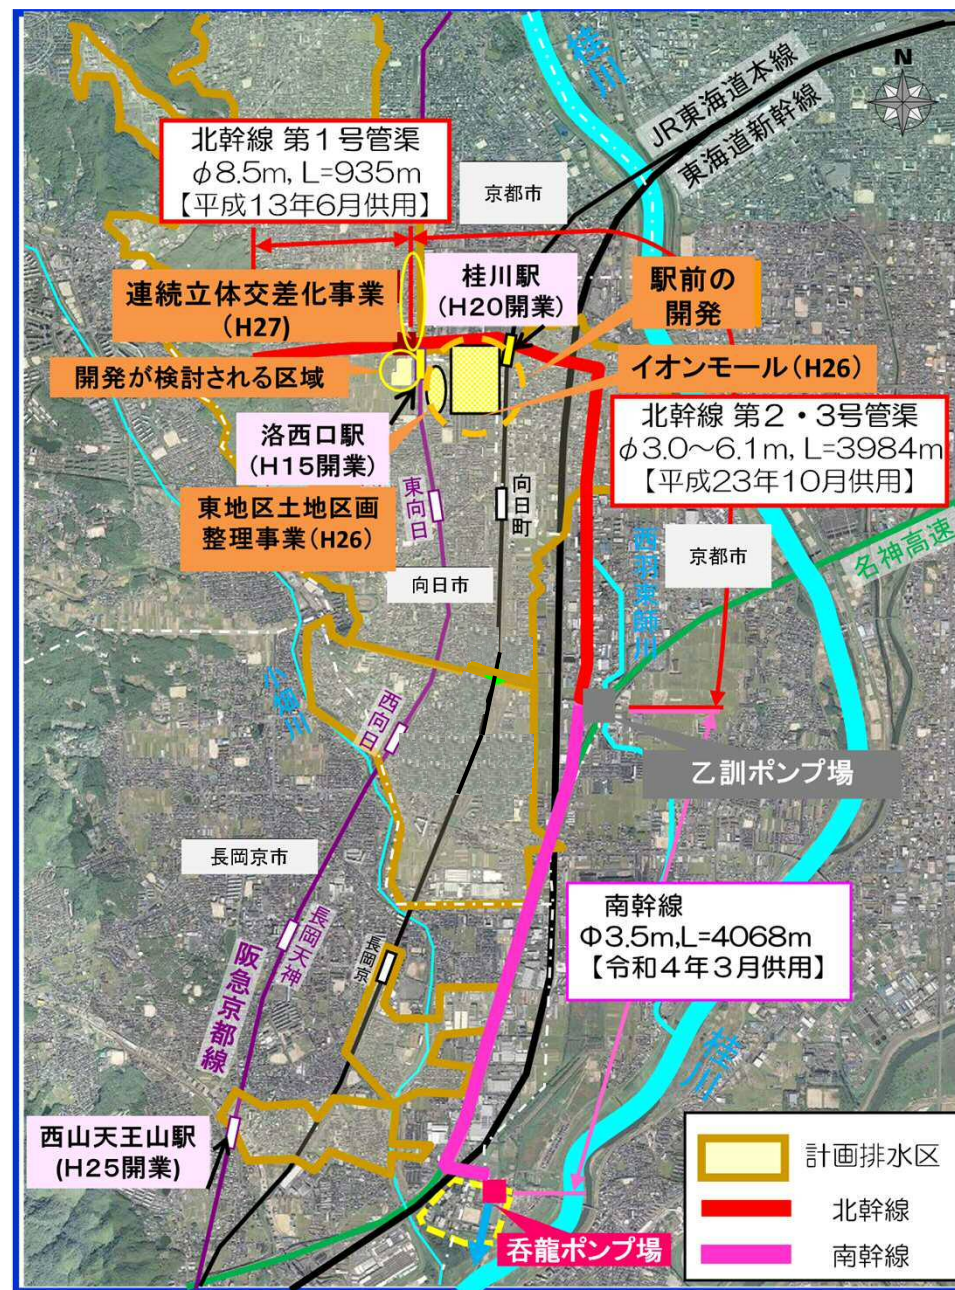 桂川
JR東海道本線
東海道新幹線
N
北幹線 第1号管渠
φ8.5m, L=935m
【平成13年6月供用】
京都市
連続立体交差化事業
(H27)
桂川駅
(H20開業)
駅前の
開発
開発が検討される区域
イオンモール(H26)
洛西口駅
(H15開業)
北幹線 第2・3号管渠
φ3.0～6.1m, L=3984m
【平成23年10月供用】
東地区土地区画
整理事業(H26)
東向日
向日町
向日市
西羽束師川
京都市
名神高速
小畑川
西向日
乙訓ポンプ場
長岡京市
長岡天神
長岡京
阪急京都線
南幹線
Φ3.5m,L=4068m
【令和4年3月供用】
桂川
西山天王山駅
(H25開業)
呑龍ポンプ場
計画排水区
北幹線
南幹線